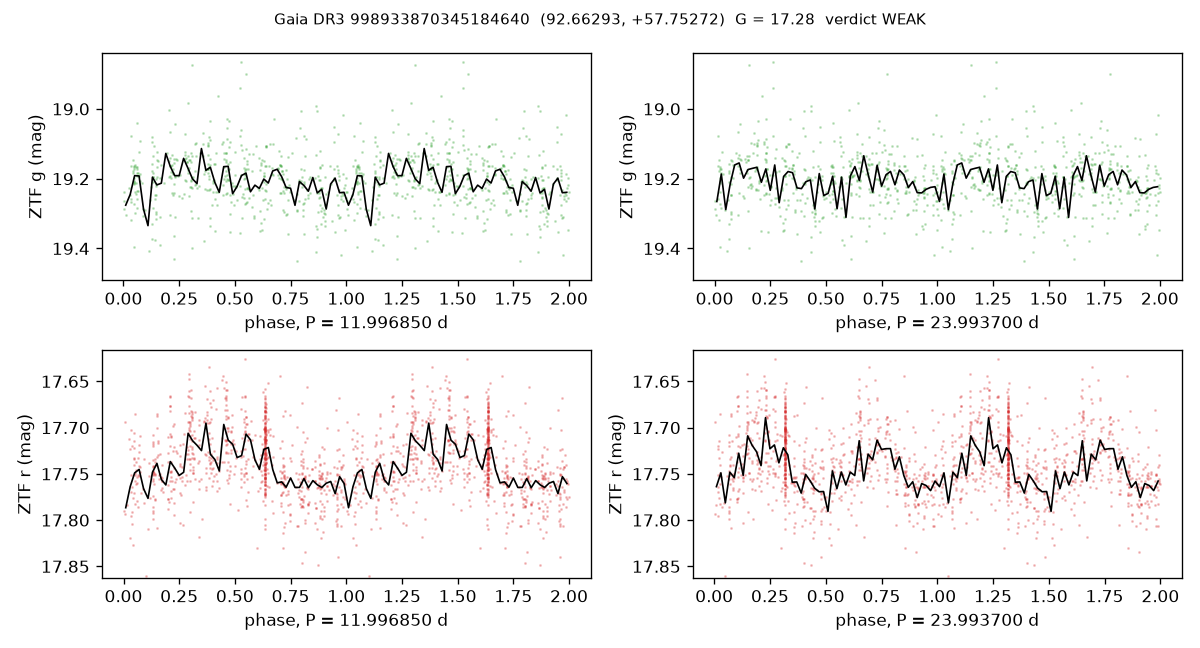 Gaia DR3 998933870345184640 (92.66293, +57.75272) G = 17.28 verdict WEAK
ZTF g (mag)
19.0
19.2
19.4
0.00 0.25 0.50 0.75 1.00 1.25 1.50 1.75 2.00
phase, P = 11.996850 d
ZTF g (mag)
19.0
19.2
19.4
0.00 0.25 0.50 0.75 1.00 1.25 1.50 1.75 2.00
phase, P = 23.993700 d
ZTF r (mag)
17.65
17.70
17.75
17.80
17.85
0.00 0.25 0.50 0.75 1.00 1.25 1.50 1.75 2.00
phase, P = 11.996850 d
ZTF r (mag)
17.65
17.70
17.75
17.80
17.85
0.00 0.25 0.50 0.75 1.00 1.25 1.50 1.75 2.00
phase, P = 23.993700 d